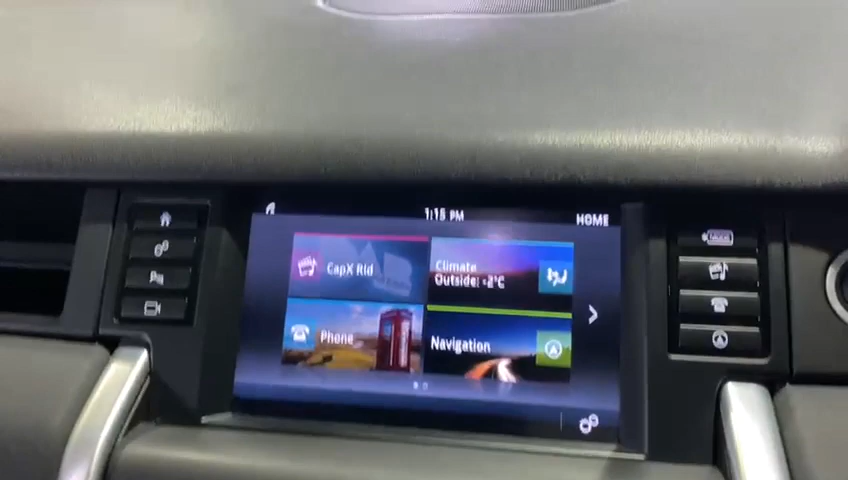 1:15 PM
HOME
CapX Rid
Climate
Outside: -2°C
Phone
Navigation